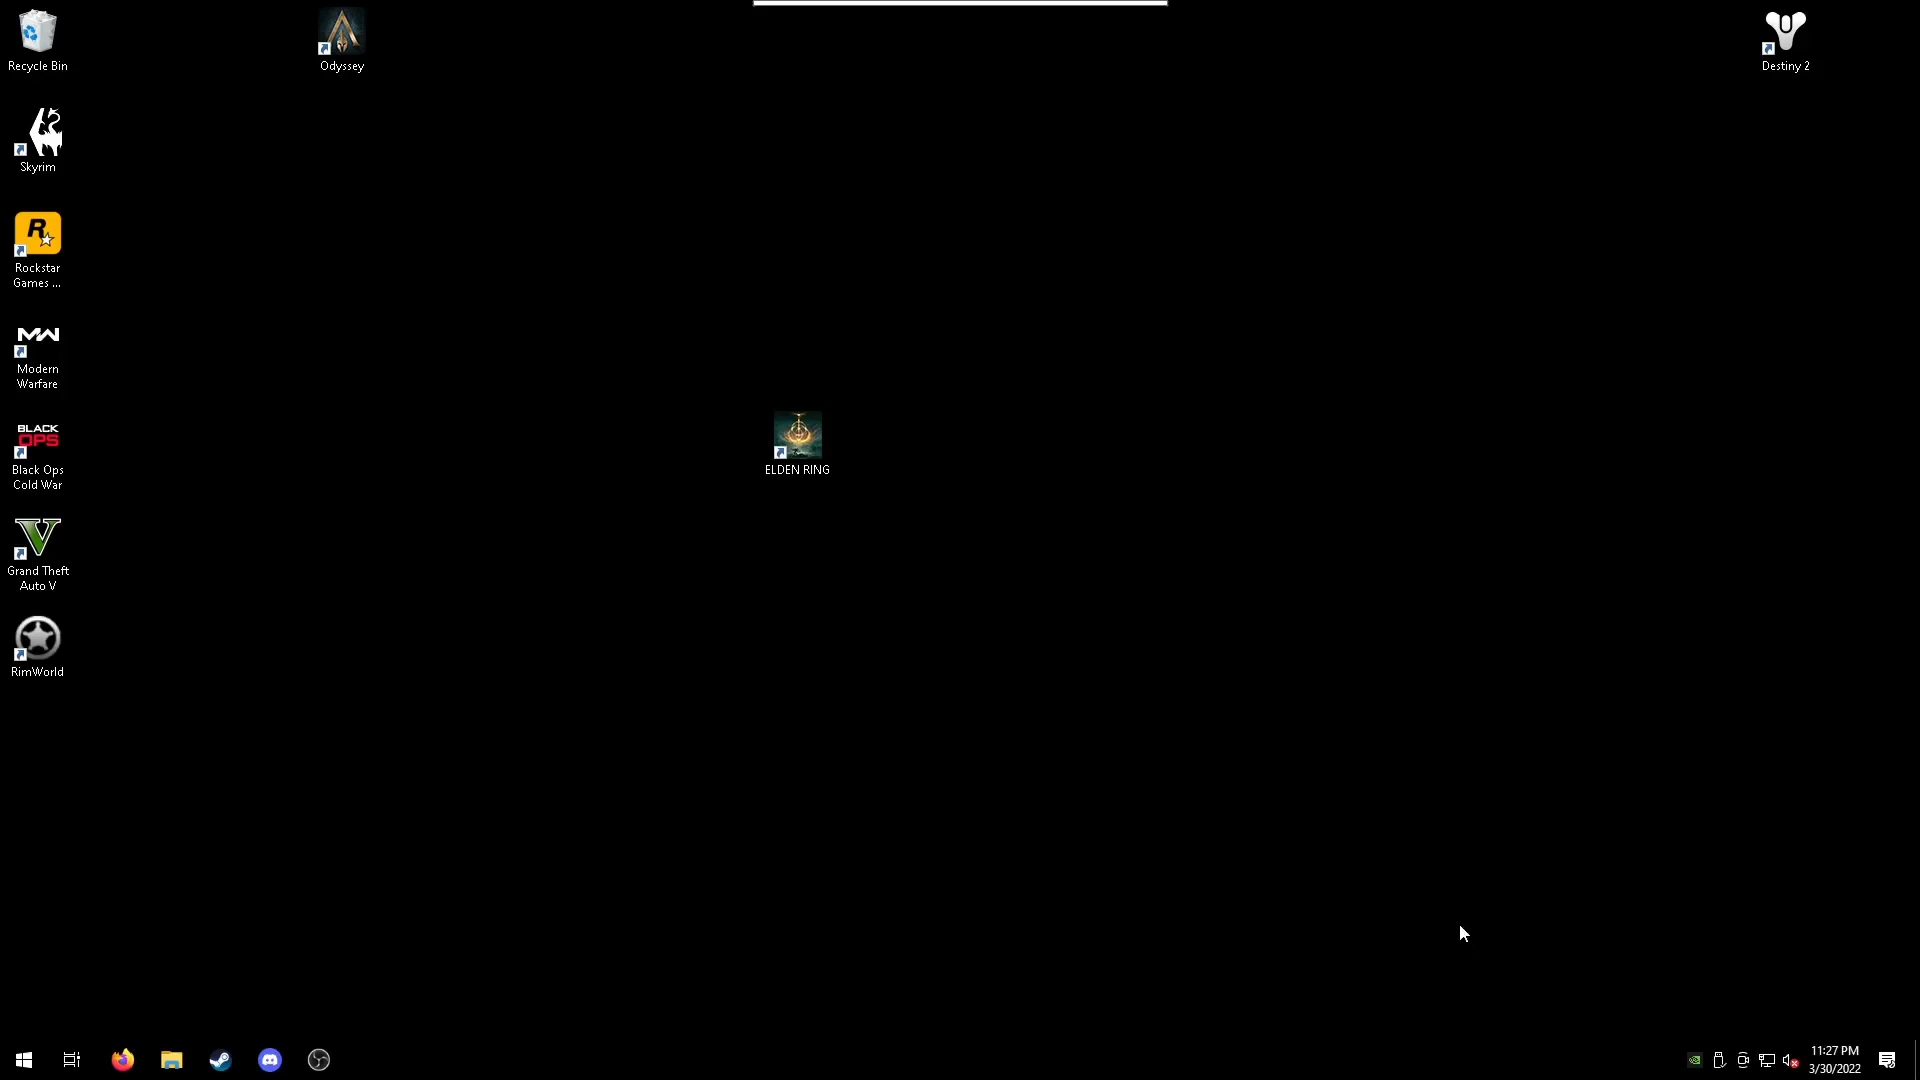 Recycle Bin
Odyssey
Destiny 2
Skyrim
R
Rockstar
Games ...
MW
Modern
Warfare
BLACK
OPS
Black Ops
Cold War
V
Grand Theft
Auto V
RimWorld
ELDEN RING
11:27 PM
3/30/2022